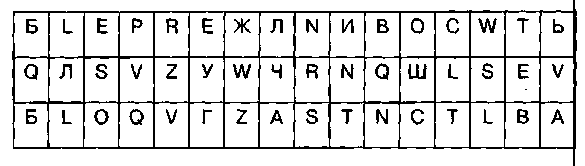 Б L E P R E Ж Л N И B O C W T Ь
Q Л S V Z У W Ч R N Q Ш L S E V
Б L O Q V Г Z A S T N C T L B A